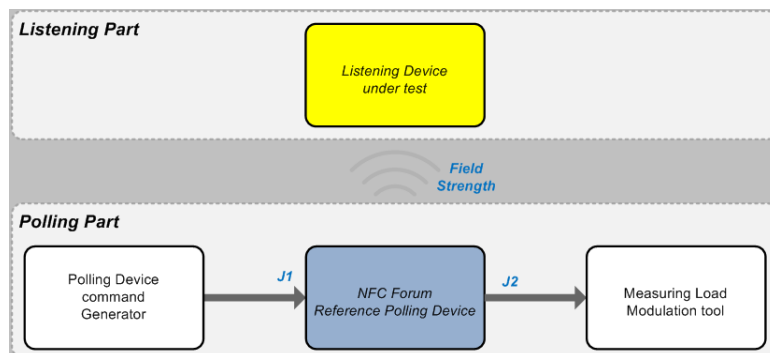 Listening Part
Listening Device
under test
Field
Strength
Polling Part
Polling Device
command
Generator
J1
NFC Forum
Reference Polling Device
J2
Measuring Load
Modulation tool